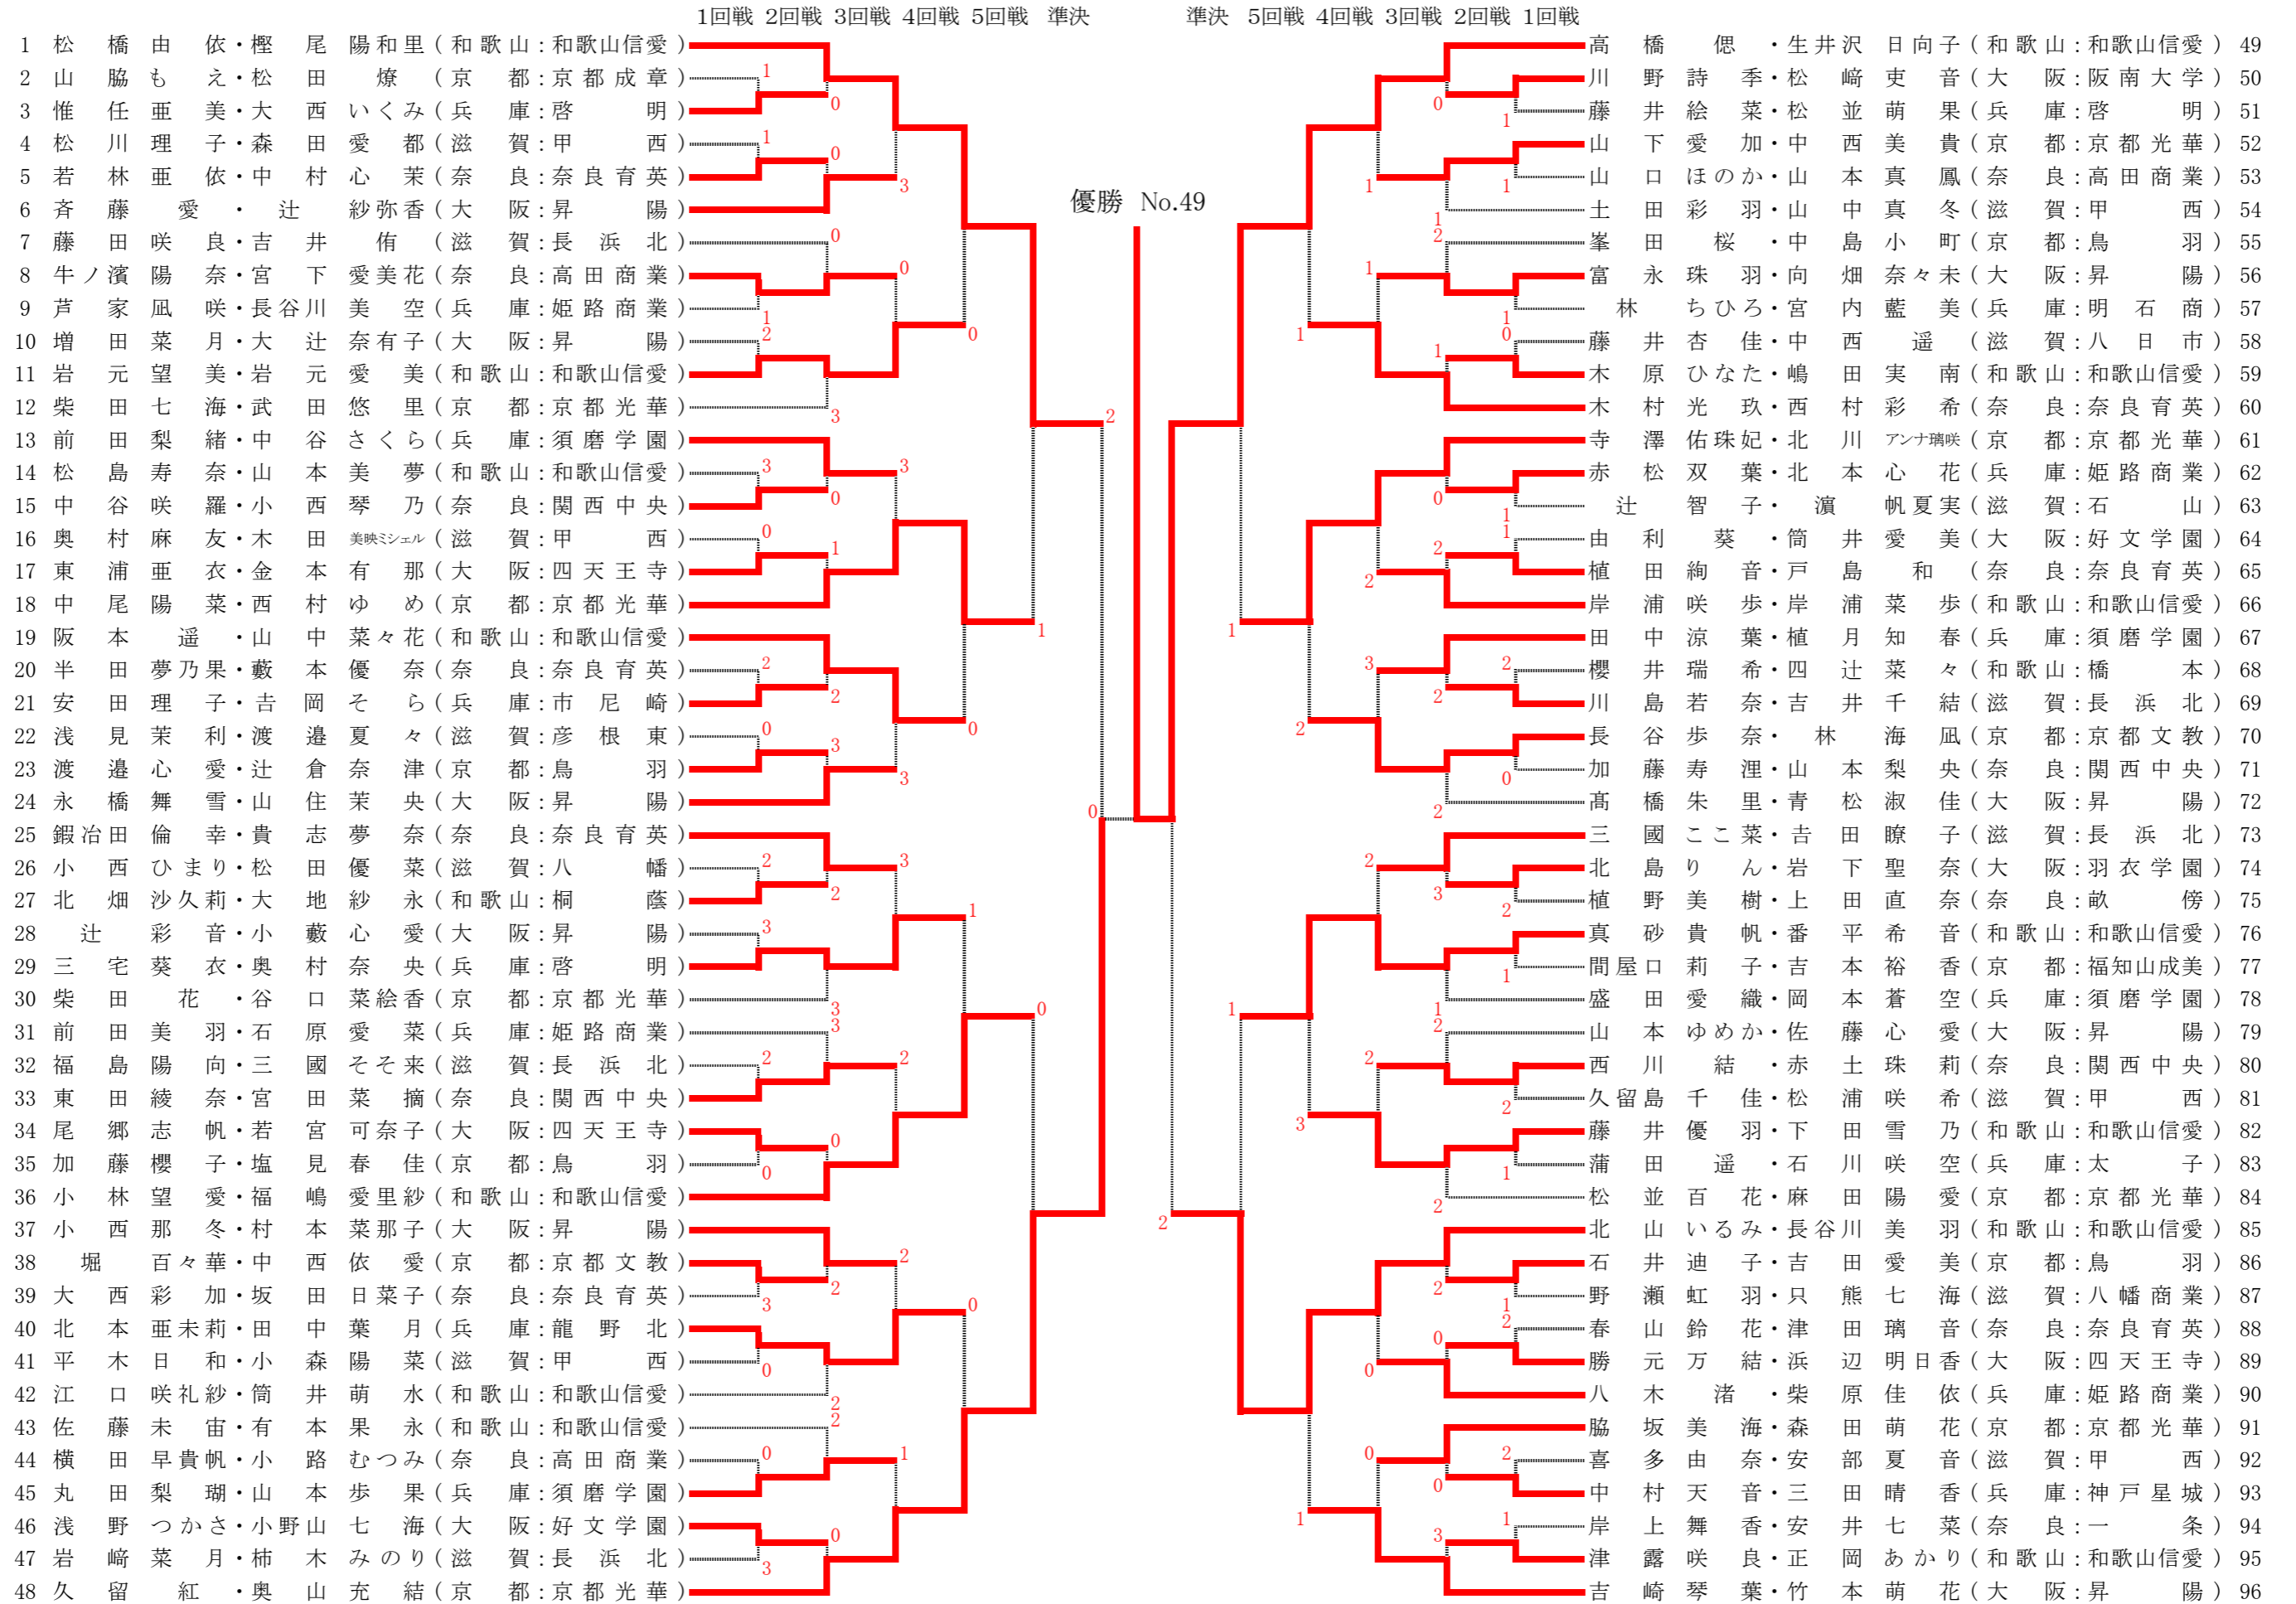 1回戦 2回戦 3回戦 4回戦 5回戦 準決 準決 5回戦 4回戦 3回戦 2回戦 1回戦
優勝 No.49
1 松橋由依・樫尾陽和里(和歌山:和歌山信愛)
2 山脇もえ・松田燎(京都:京都成章)
3 惟任亜美・大西いくみ(兵庫:啓明)
4 松川理子・森田愛都(滋賀:甲西)
5 若林亜依・中村心茉(奈良:奈良育英)
6 斉藤愛・辻紗弥香(大阪:昇陽)
7 藤田咲良・吉井侑(滋賀:長浜北)
8 牛ノ濱陽奈・宮下愛美花(奈良:高田商業)
9 芦家凪咲・長谷川美空(兵庫:姫路商業)
10 増田菜月・大辻奈有子(大阪:昇陽)
11 岩元望美・岩元愛美(和歌山:和歌山信愛)
12 柴田七海・武田悠里(京都:京都光華)
13 前田梨緒・中谷さくら(兵庫:須磨学園)
14 松島寿奈・山本美夢(和歌山:和歌山信愛)
15 中谷咲羅・小西琴乃(奈良:関西中央)
16 奥村麻友・木田美映ミシェル(滋賀:甲西)
17 東浦亜衣・金本有那(大阪:四天王寺)
18 中尾陽菜・西村ゆめ(京都:京都光華)
19 阪本遥・山中菜々花(和歌山:和歌山信愛)
20 半田夢乃果・藪本優奈(奈良:奈良育英)
21 安田理子・吉岡そら(兵庫:市尼崎)
22 浅見茉利・渡邉夏々(滋賀:彦根東)
23 渡邉心愛・辻倉奈津(京都:鳥羽)
24 永橋舞雪・山住茉央(大阪:昇陽)
25 鍜冶田倫幸・貴志夢奈(奈良:奈良育英)
26 小西ひまり・松田優菜(滋賀:八幡)
27 北畑沙久莉・大地紗永(和歌山:桐蔭)
28 辻彩音・小藪心愛(大阪:昇陽)
29 三宅葵衣・奥村奈央(兵庫:啓明)
30 柴田花・谷口菜絵香(京都:京都光華)
31 前田美羽・石原愛菜(兵庫:姫路商業)
32 福島陽向・三國そそ来(滋賀:長浜北)
33 東田綾奈・宮田菜摘(奈良:関西中央)
34 尾郷志帆・若宮可奈子(大阪:四天王寺)
35 加藤櫻子・塩見春佳(京都:鳥羽)
36 小林望愛・福嶋愛里紗(和歌山:和歌山信愛)
37 小西那冬・村本菜那子(大阪:昇陽)
38 堀百々華・中西依愛(京都:京都文教)
39 大西彩加・坂田日菜子(奈良:奈良育英)
40 北本亜未莉・田中葉月(兵庫:龍野北)
41 平木日和・小森陽菜(滋賀:甲西)
42 江口咲礼紗・筒井萌水(和歌山:和歌山信愛)
43 佐藤未宙・有本果永(和歌山:和歌山信愛)
44 横田早貴帆・小路むつみ(奈良:高田商業)
45 丸田梨瑚・山本歩果(兵庫:須磨学園)
46 浅野つかさ・小野山七海(大阪:好文学園)
47 岩﨑菜月・柿木みのり(滋賀:長浜北)
48 久留紅・奥山充結(京都:京都光華)
1
0
1
0
3
0
0
1
2
0
3
3
0
3
0
1
1
2
2
0
3
3
0
2
2
2
3
3
3
1
3
2
2
0
0
0
2
2
3
0
0
2
2
0
1
0
3
0
高橋偲・生井沢日向子(和歌山:和歌山信愛) 49
川野詩季・松﨑吏音(大阪:阪南大学) 50
藤井絵菜・松並萌果(兵庫:啓明) 51
山下愛加・中西美貴(京都:京都光華) 52
山口ほのか・山本真鳳(奈良:高田商業) 53
土田彩羽・山中真冬(滋賀:甲西) 54
峯田桜・中島小町(京都:鳥羽) 55
富永珠羽・向畑奈々未(大阪:昇陽) 56
林ちひろ・宮内藍美(兵庫:明石商) 57
藤井杏佳・中西遥(滋賀:八日市) 58
木原ひなた・嶋田実南(和歌山:和歌山信愛) 59
木村光玖・西村彩希(奈良:奈良育英) 60
寺澤佑珠妃・北川アンナ璃咲(京都:京都光華) 61
赤松双葉・北本心花(兵庫:姫路商業) 62
辻智子・濵帆夏実(滋賀:石山) 63
由利葵・筒井愛美(大阪:好文学園) 64
植田絢音・戸島和(奈良:奈良育英) 65
岸浦咲歩・岸浦菜歩(和歌山:和歌山信愛) 66
田中涼葉・植月知春(兵庫:須磨学園) 67
櫻井瑞希・四辻菜々(和歌山:橋本) 68
川島若奈・吉井千結(滋賀:長浜北) 69
長谷歩奈・林海凪(京都:京都文教) 70
加藤寿浬・山本梨央(奈良:関西中央) 71
髙橋朱里・青松淑佳(大阪:昇陽) 72
三國ここ菜・吉田瞭子(滋賀:長浜北) 73
北島りん・岩下聖奈(大阪:羽衣学園) 74
植野美樹・上田直奈(奈良:畝傍) 75
真砂貴帆・番平希音(和歌山:和歌山信愛) 76
間屋口莉子・吉本裕香(京都:福知山成美) 77
盛田愛織・岡本蒼空(兵庫:須磨学園) 78
山本ゆめか・佐藤心愛(大阪:昇陽) 79
西川結・赤土珠莉(奈良:関西中央) 80
久留島千佳・松浦咲希(滋賀:甲西) 81
藤井優羽・下田雪乃(和歌山:和歌山信愛) 82
蒲田遥・石川咲空(兵庫:太子) 83
松並百花・麻田陽愛(京都:京都光華) 84
北山いるみ・長谷川美羽(和歌山:和歌山信愛) 85
石井迪子・吉田愛美(京都:鳥羽) 86
野瀬虹羽・只熊七海(滋賀:八幡商業) 87
春山鈴花・津田璃音(奈良:奈良育英) 88
勝元万結・浜辺明日香(大阪:四天王寺) 89
八木渚・柴原佳依(兵庫:姫路商業) 90
脇坂美海・森田萌花(京都:京都光華) 91
喜多由奈・安部夏音(滋賀:甲西) 92
中村天音・三田晴香(兵庫:神戸星城) 93
岸上舞香・安井七菜(奈良:一条) 94
津露咲良・正岡あかり(和歌山:和歌山信愛) 95
吉崎琴葉・竹本萌花(大阪:昇陽) 96